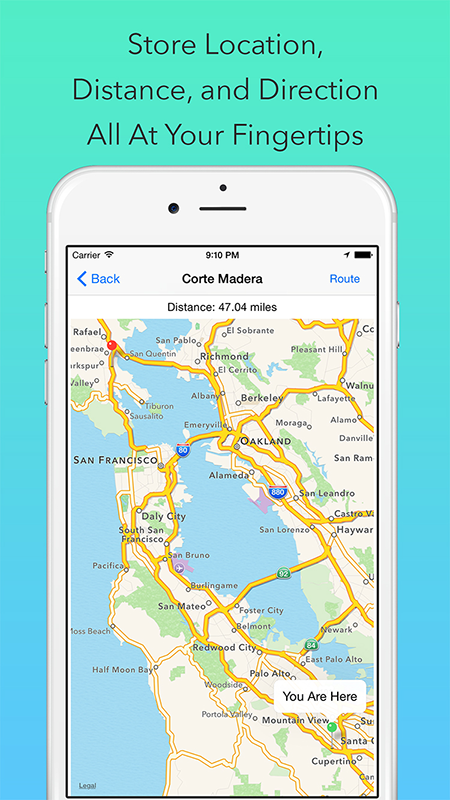 Store Location,
Distance, and Direction
All At Your Fingertips
Carrier 9:10 PM
Back Corte Madera Route
Distance: 47.04 miles
El Sobrante
Rafael
San Pablo
Pleasant Hill
eenbrae
San Quentin
Richmond
rkspur
El Cerrito
Walnu
Valley
Albany
Berkeley
Lafayette
Tiburon
Sausalito
Moraga
Alamo
Emeryville
Danville
OAKLAND
80
SAN FRANCISCO
San Ram
Alameda
880
San Leandro
Daly City
Castro V
South San
Francisco
San Lorenzo
Haywar
San Bruno
Pacifica
92
Burlingame
San Mateo
Foster City
Belmont
Moss Beach
Newark
Redwood City
84
East Palo Alto
Half Moon Bay
Palo Alto
Woodside
You Are Here
Portola Valley
Mountain View
Su
Santa C
Cupertino
Legal